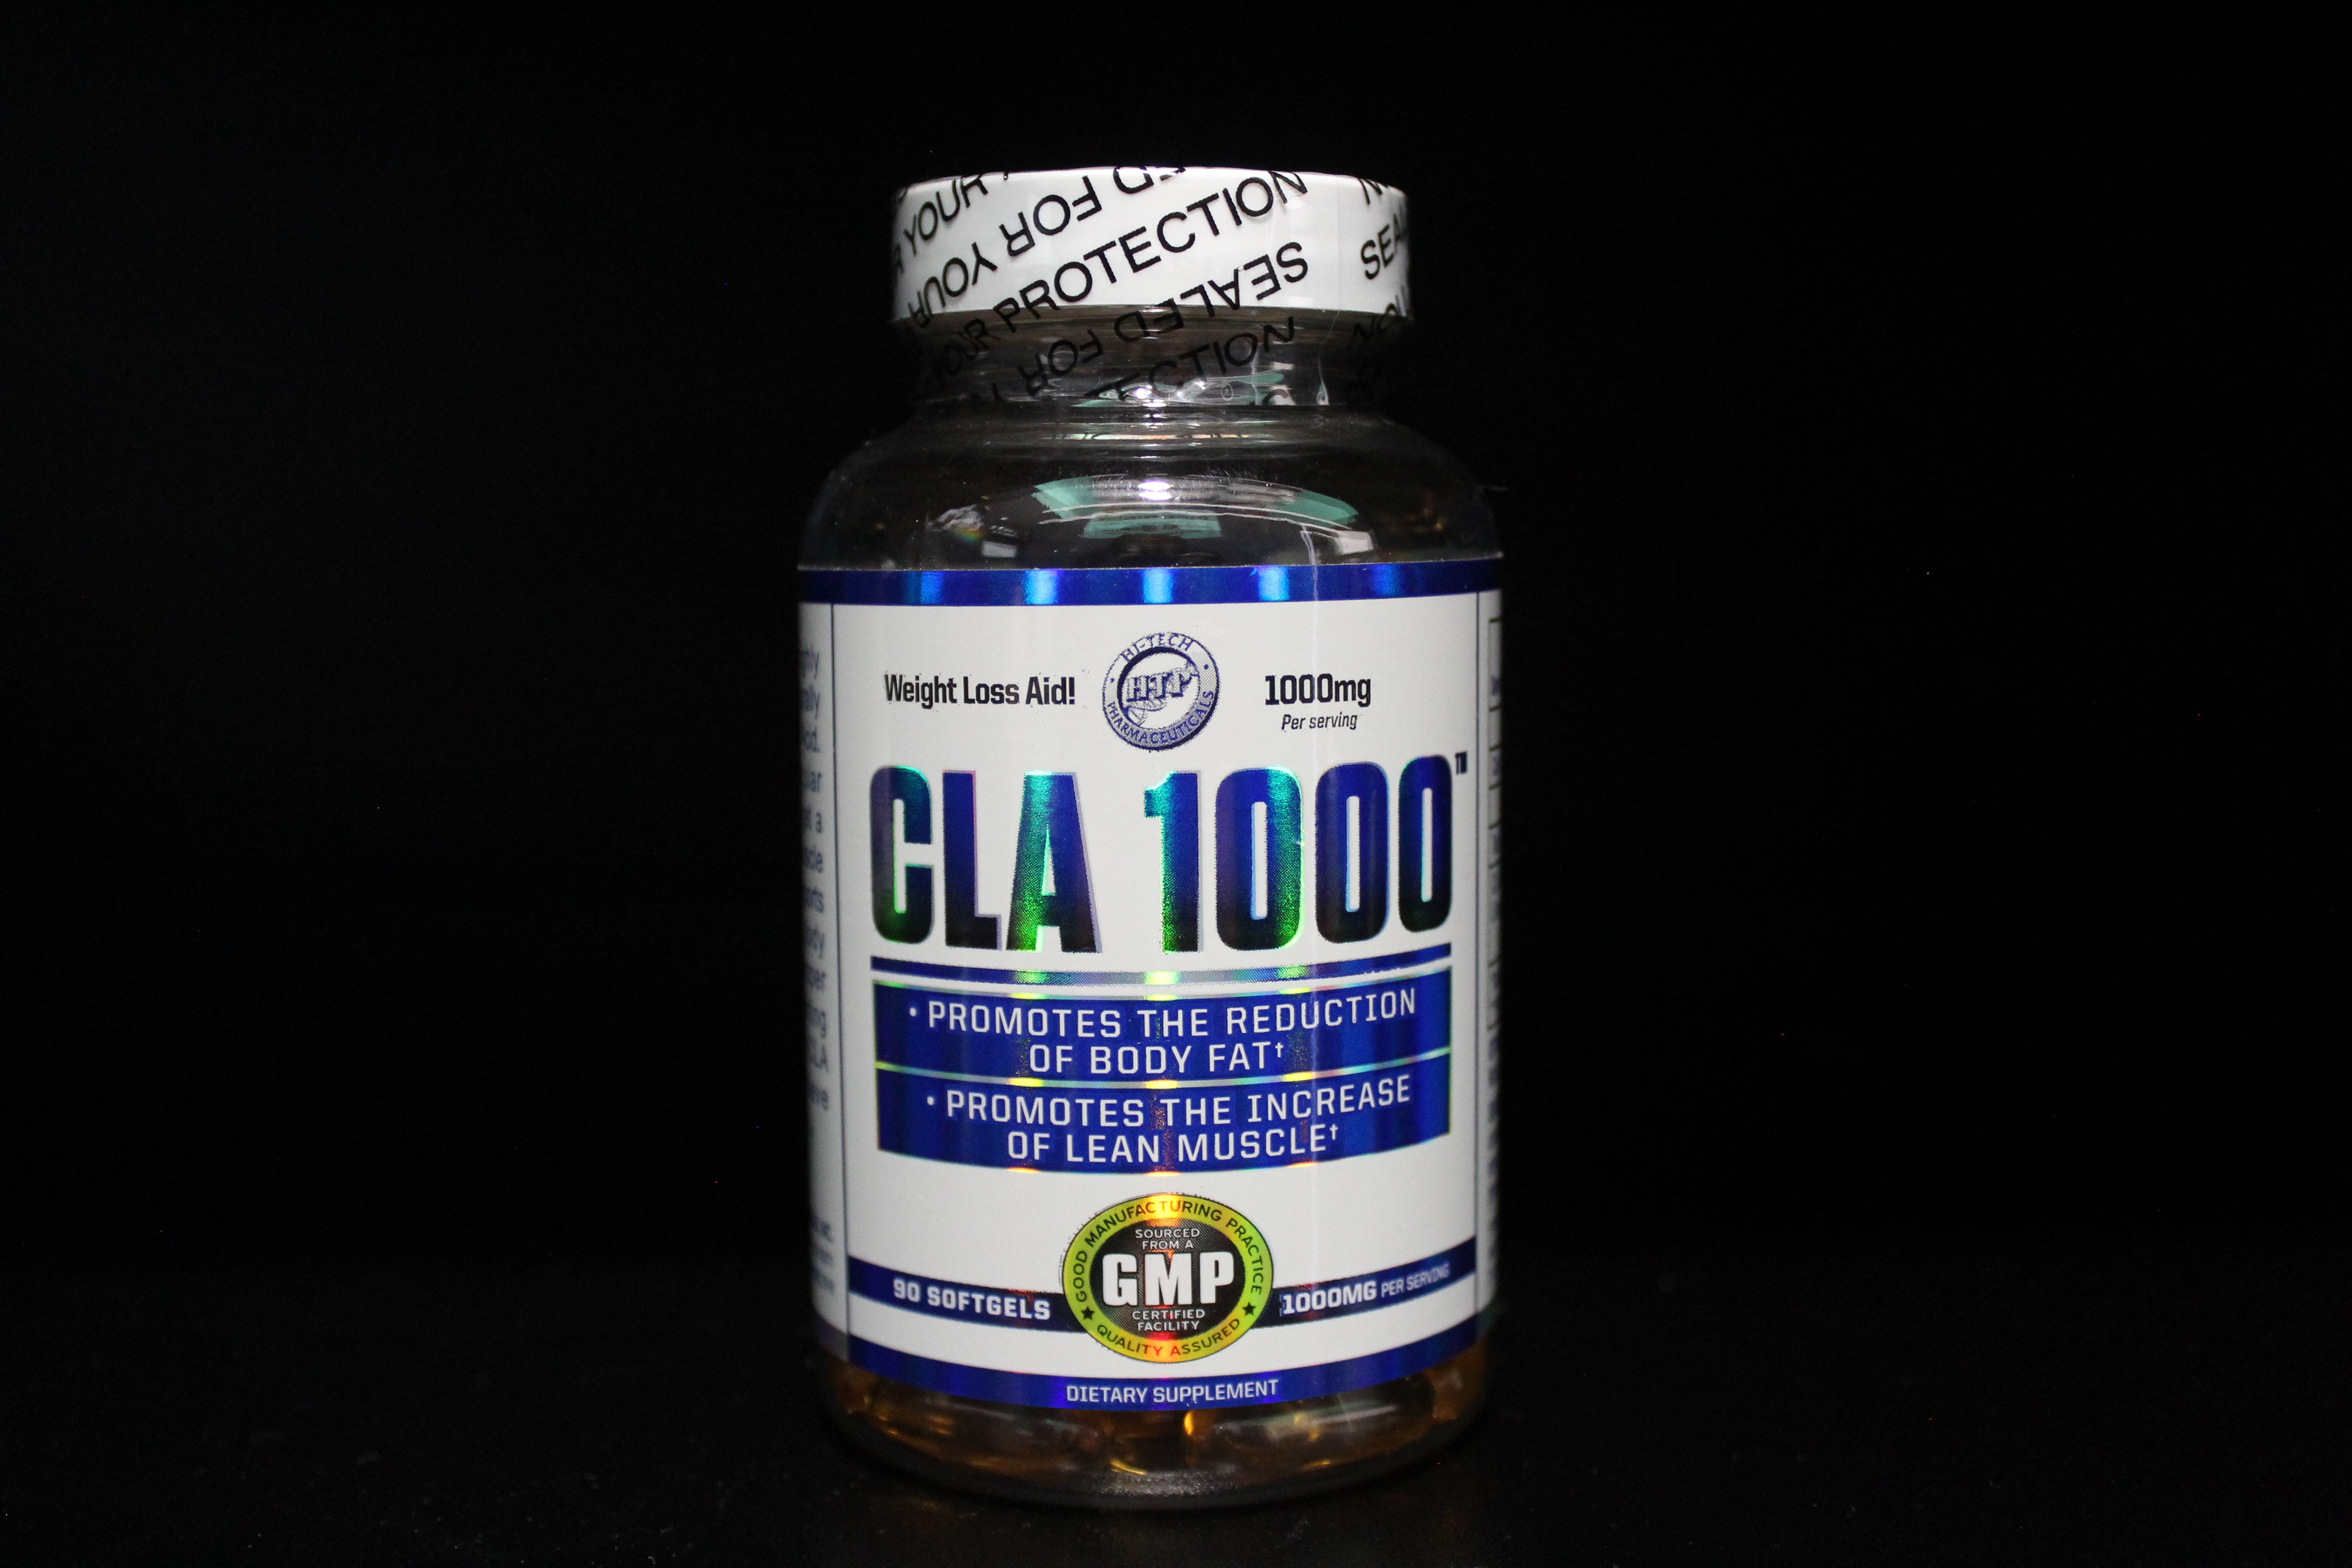 YOUR
FOR YOUR
PROTECTION
SEALED FOR
SEA
Weight Loss Aid!
HI-TECH
HTP
PHARMACEUTICALS
1000mg
Per serving
CLA 1000™
• PROMOTES THE REDUCTION
OF BODY FAT†
• PROMOTES THE INCREASE
OF LEAN MUSCLE†
GOOD MANUFACTURING PRACTICE
SOURCED
FROM A
GMP
CERTIFIED
FACILITY
★ QUALITY ASSURED ★
90 SOFTGELS
1000MG PER SERVING
DIETARY SUPPLEMENT